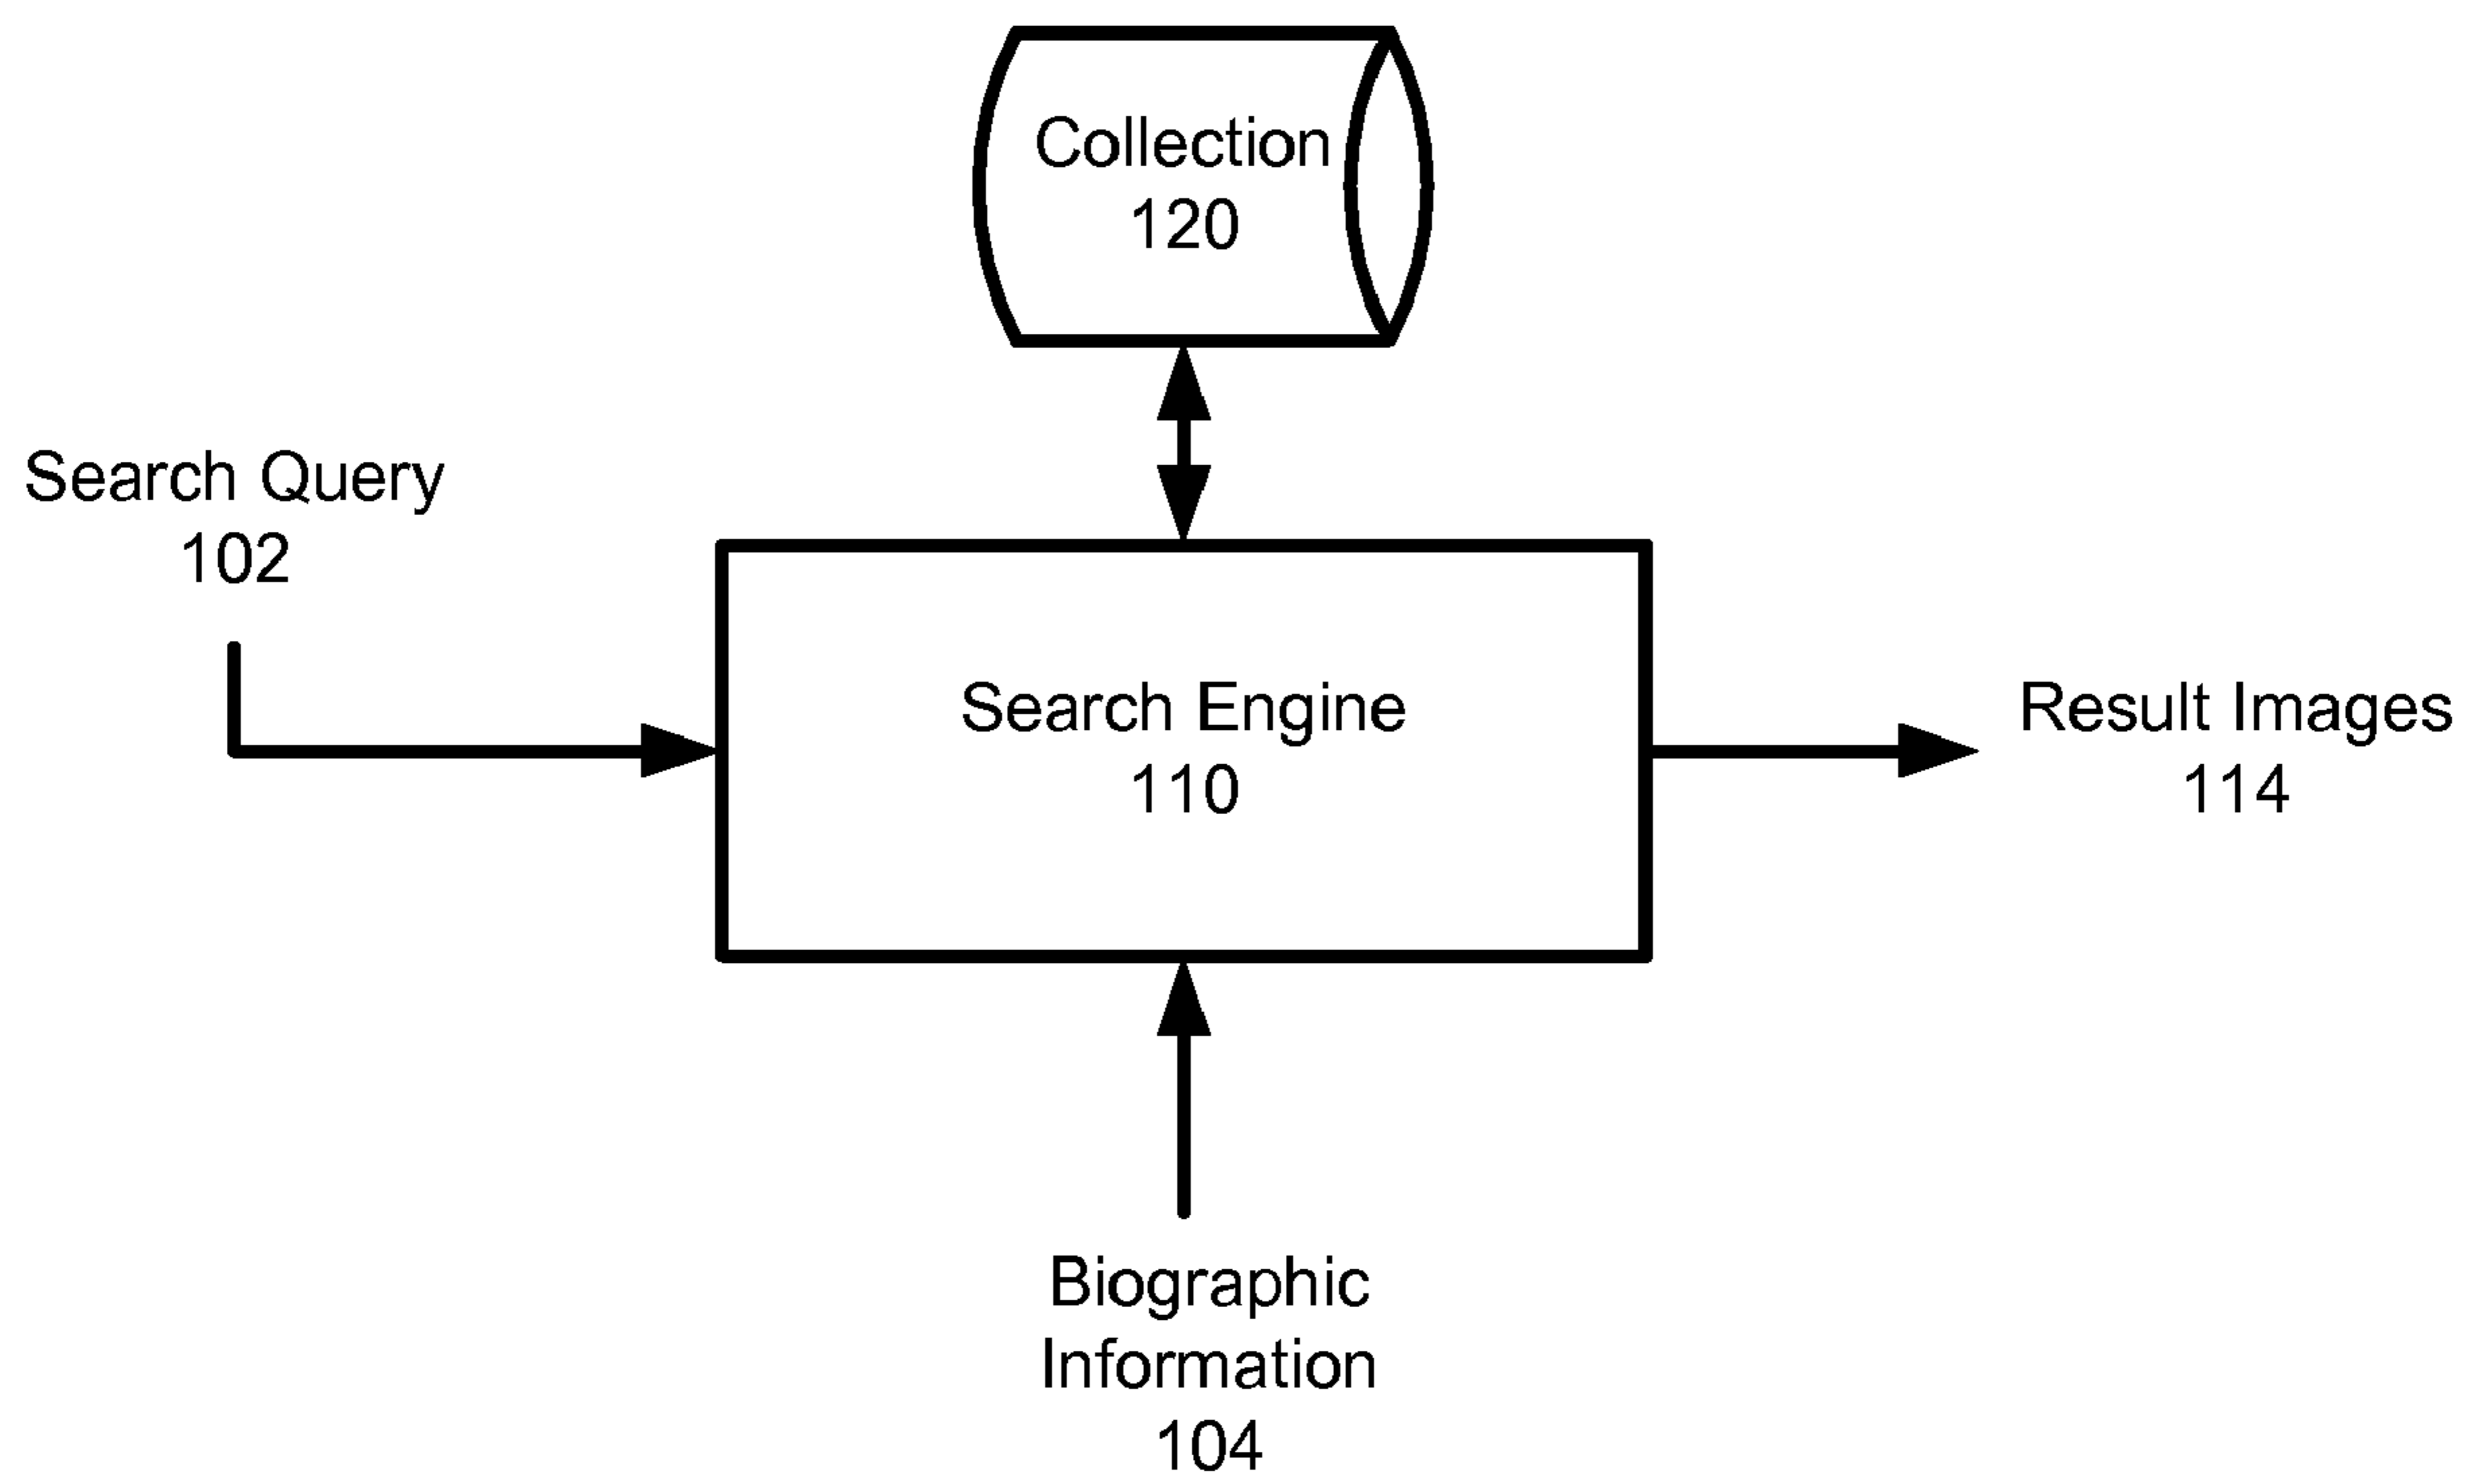 Collection
120
Search Query
102
Search Engine
110
Result Images
114
Biographic
Information
104